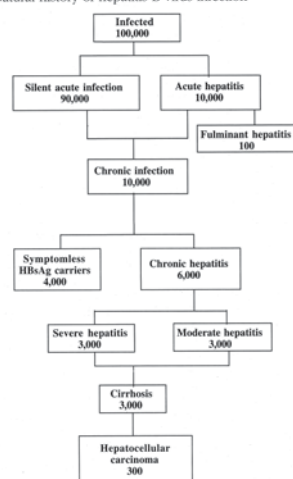 Infected
100,000
Silent acute infection
90,000
Acute hepatitis
10,000
Fulminant hepatitis
100
Chronic infection
10,000
Symptomless
HBsAg carriers
4,000
Chronic hepatitis
6,000
Severe hepatitis
3,000
Moderate hepatitis
3,000
Cirrhosis
3,000
Hepatocellular
carcinoma
300